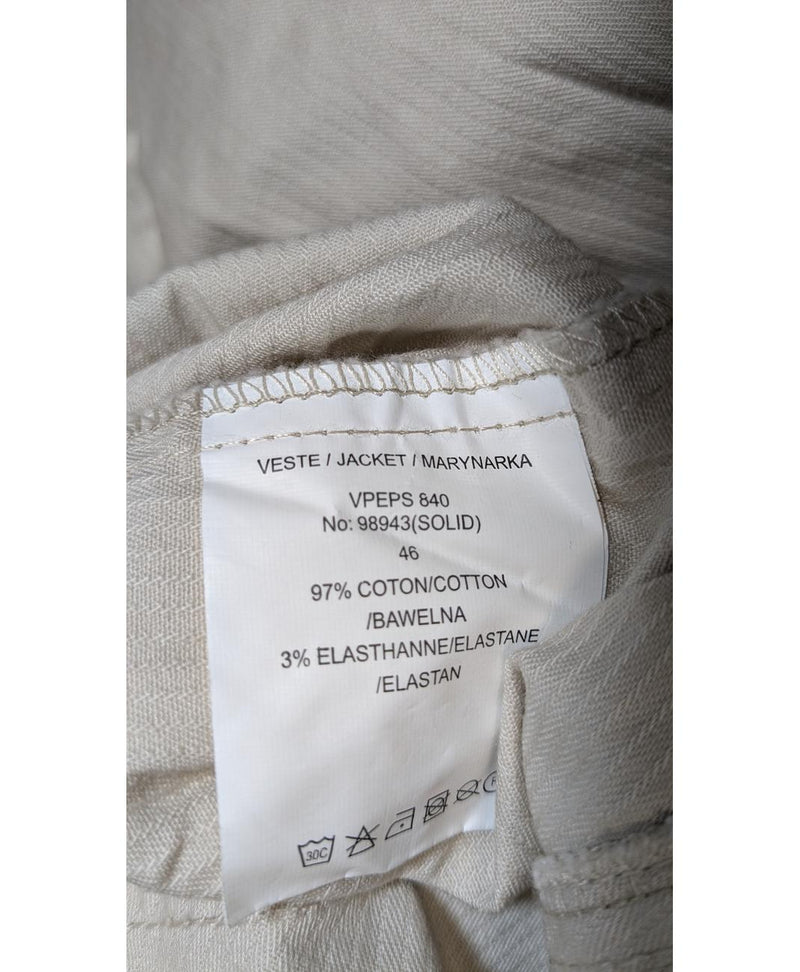 VESTE / JACKET / MARYNARKA
VPEPS 840
No: 98943(SOLID)
46
97% COTON/COTTON
/BAWELNA
3% ELASTHANNE/ELASTANE
/ELASTAN
30C